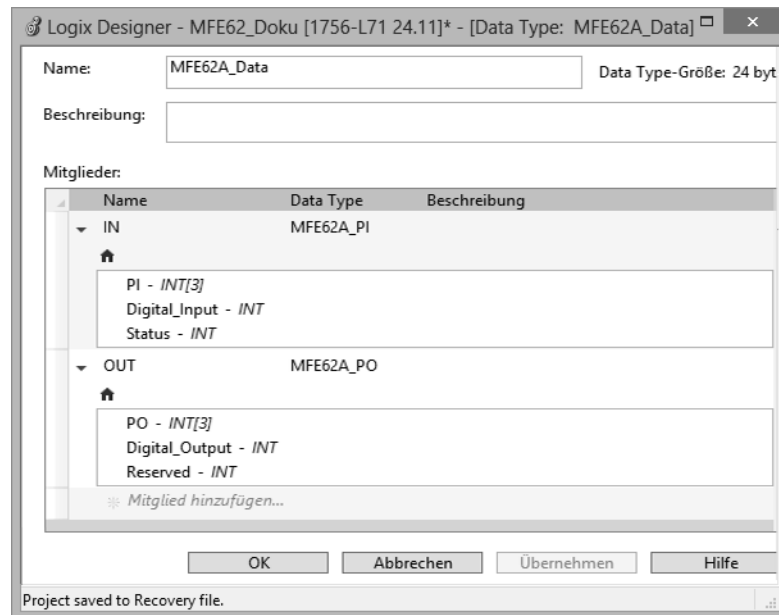 Logix Designer - MFE62_Doku [1756-L71 24.11]* - [Data Type: MFE62A_Data]
Name: MFE62A_Data Data Type-Größe: 24 byt
Beschreibung:
Mitglieder:
Name Data Type Beschreibung
IN MFE62A_PI
PI - INT[3]
Digital_Input - INT
Status - INT
OUT MFE62A_PO
PO - INT[3]
Digital_Output - INT
Reserved - INT
Mitglied hinzufügen...
OK Abbrechen Übernehmen Hilfe
Project saved to Recovery file.